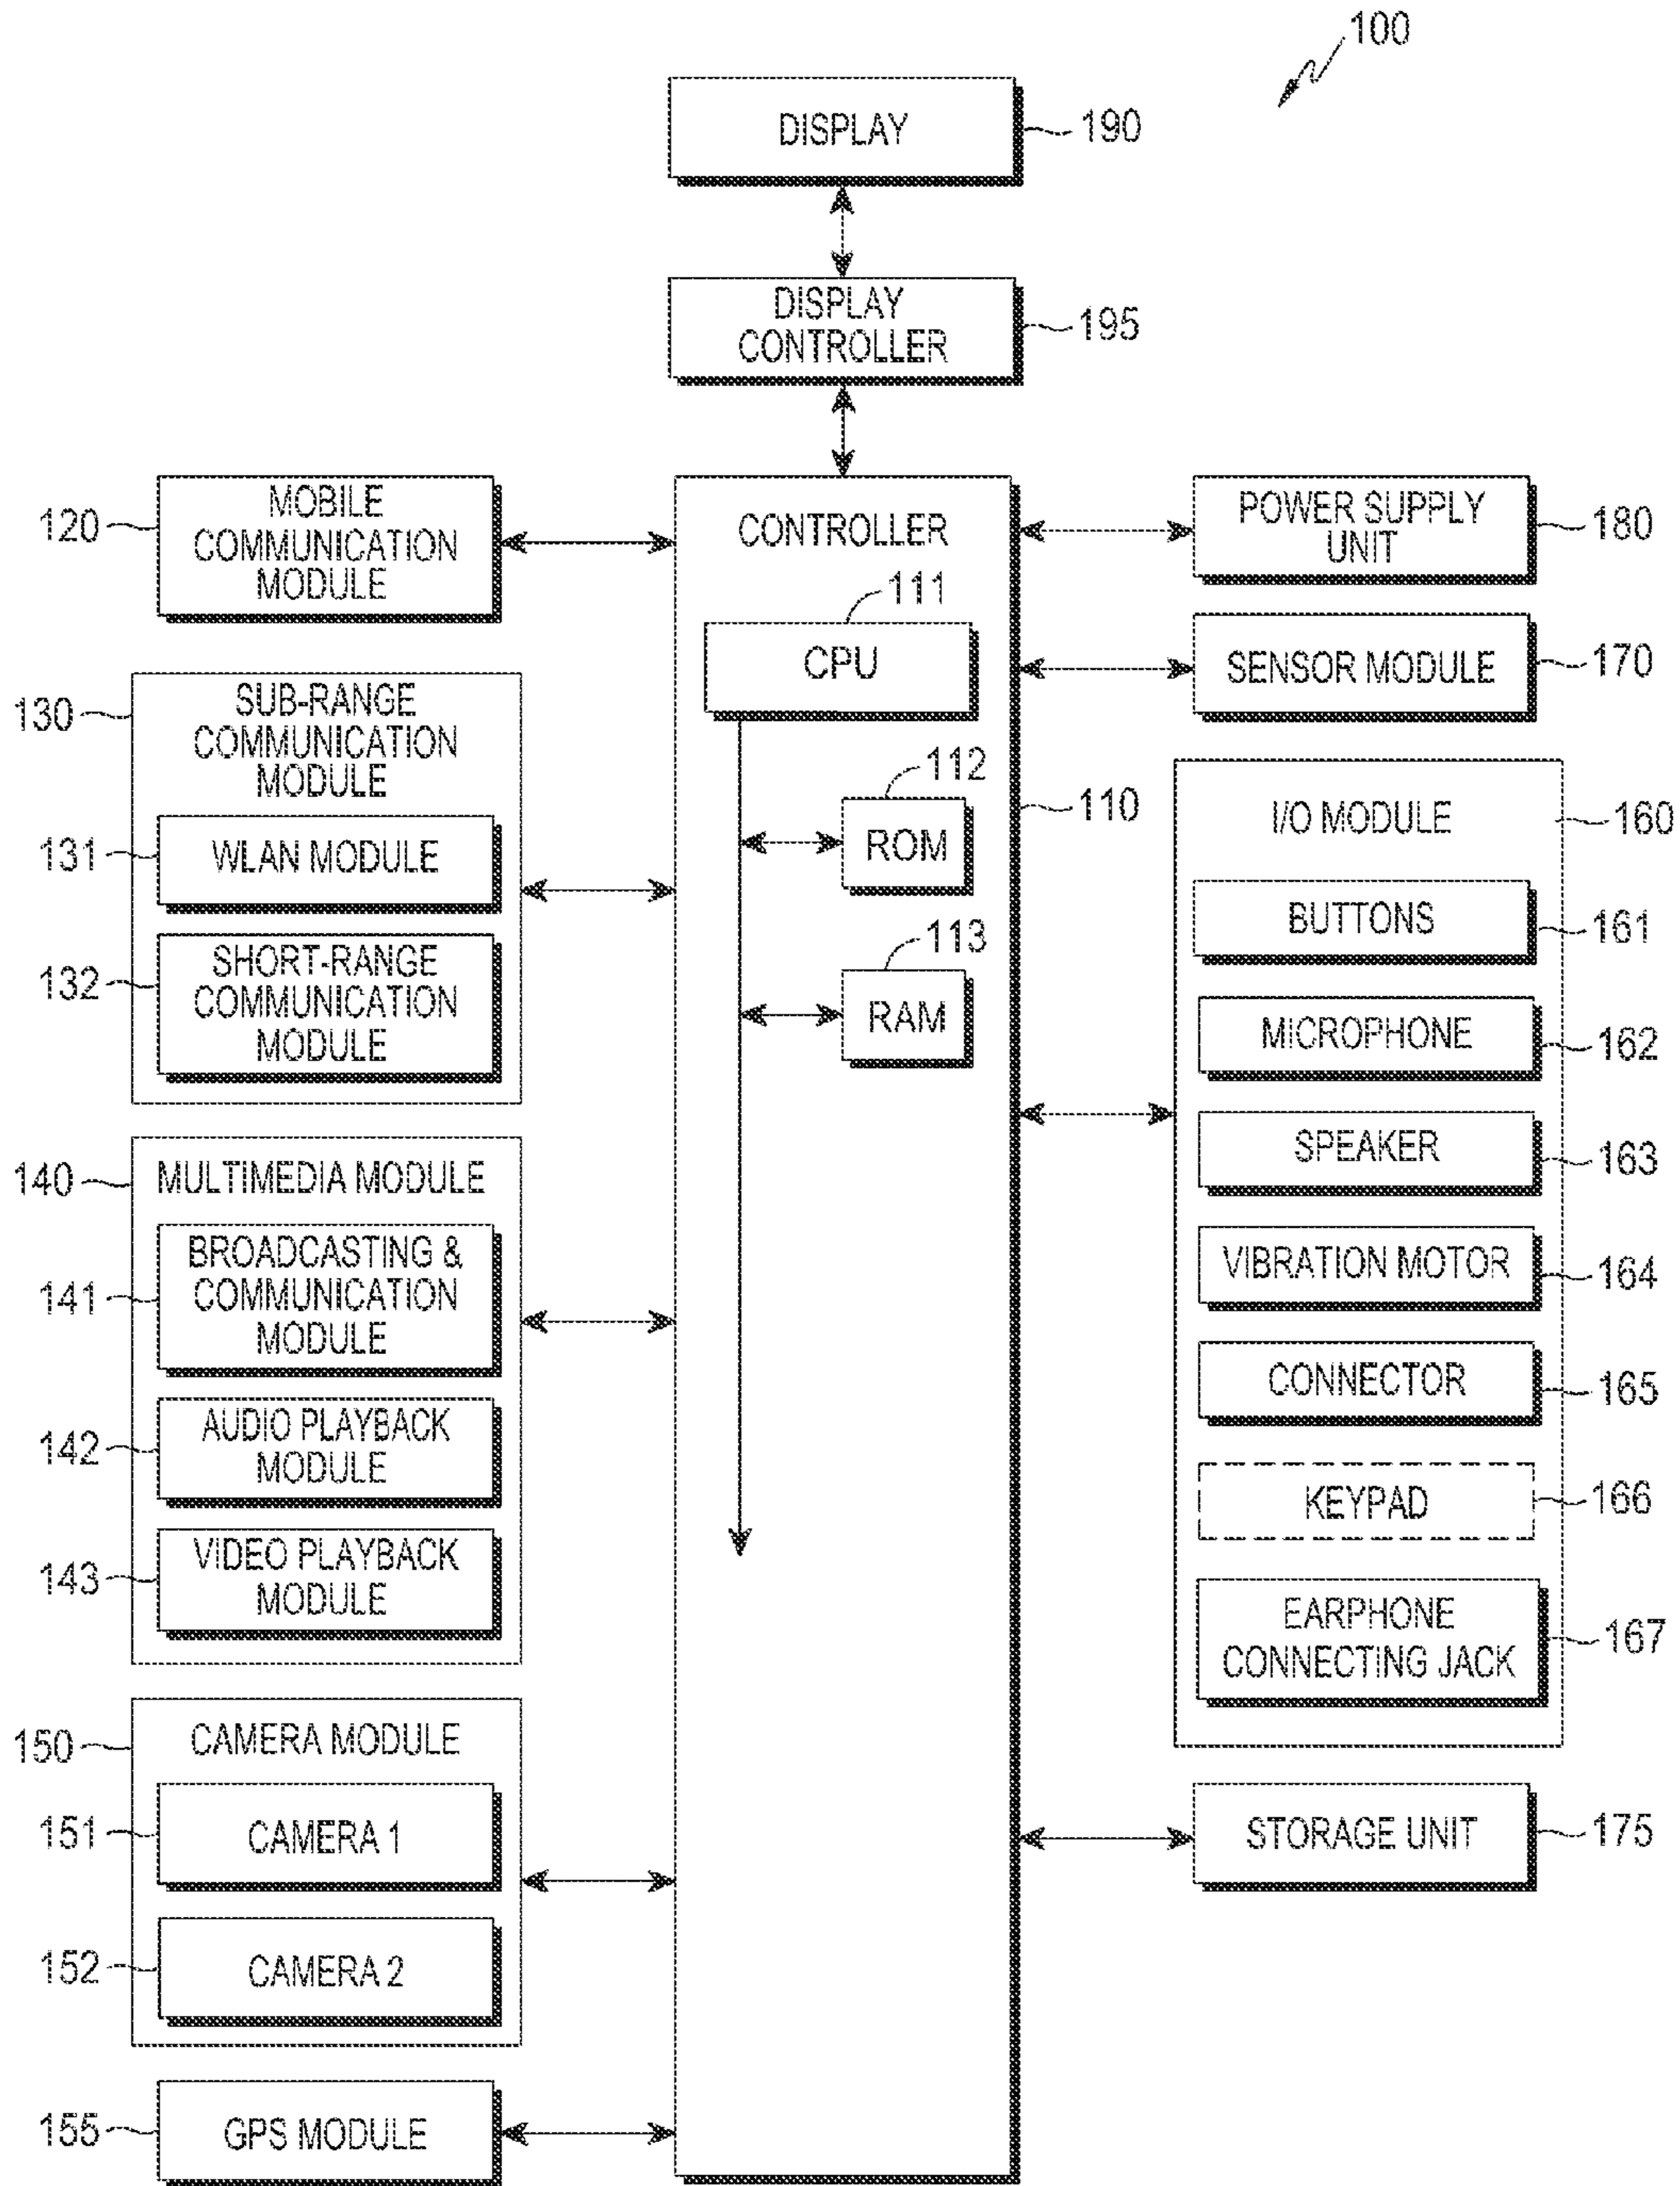 100
DISPLAY
190
DISPLAY
CONTROLLER
195
120
MOBILE
COMMUNICATION
MODULE
130
SUB-RANGE
COMMUNICATION
MODULE
131
WLAN MODULE
132
SHORT-RANGE
COMMUNICATION
MODULE
140
MULTIMEDIA MODULE
141
BROADCASTING &
COMMUNICATION
MODULE
142
AUDIO PLAYBACK
MODULE
143
VIDEO PLAYBACK
MODULE
150
CAMERA MODULE
151
CAMERA 1
152
CAMERA 2
155
GPS MODULE
CONTROLLER
111
CPU
112
ROM
113
RAM
110
POWER SUPPLY
UNIT
180
SENSOR MODULE
170
I/O MODULE
160
BUTTONS
161
MICROPHONE
162
SPEAKER
163
VIBRATION MOTOR
164
CONNECTOR
165
KEYPAD
166
EARPHONE
CONNECTING JACK
167
STORAGE UNIT
175